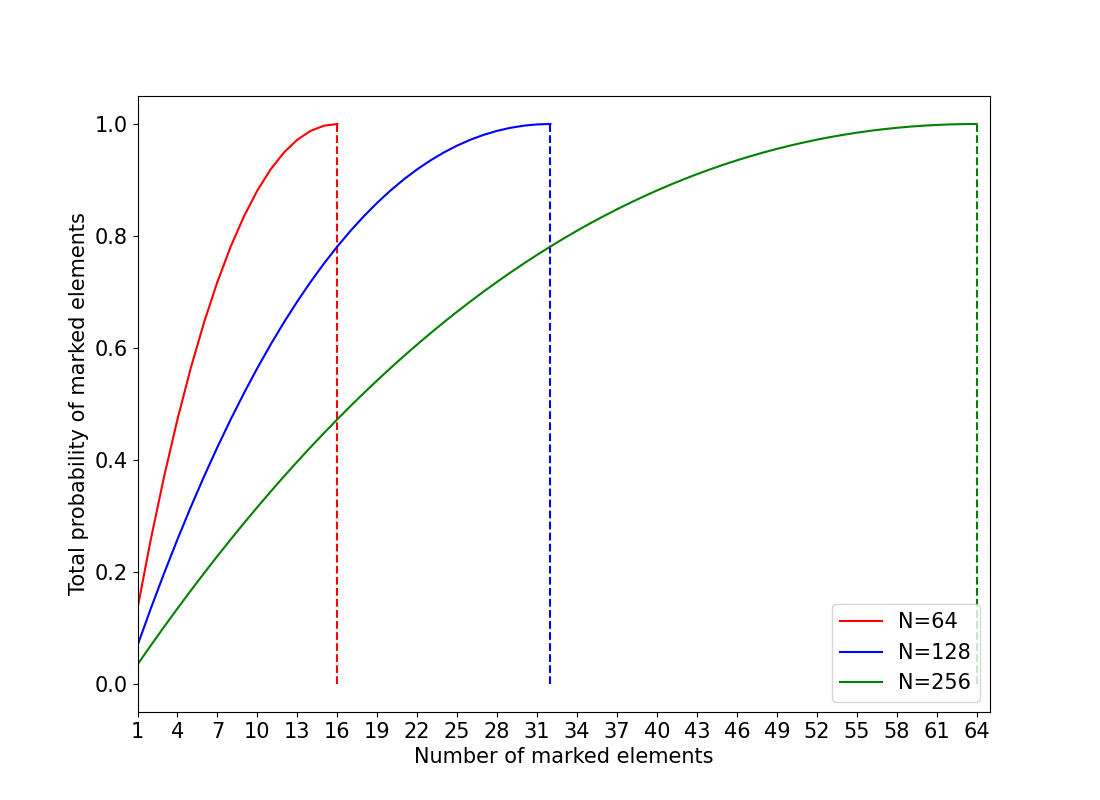 Total probability of marked elements
1.0
0.8
0.6
0.4
0.2
0.0
N=64
N=128
N=256
1 4 7 10 13 16 19 22 25 28 31 34 37 40 43 46 49 52 55 58 61 64
Number of marked elements